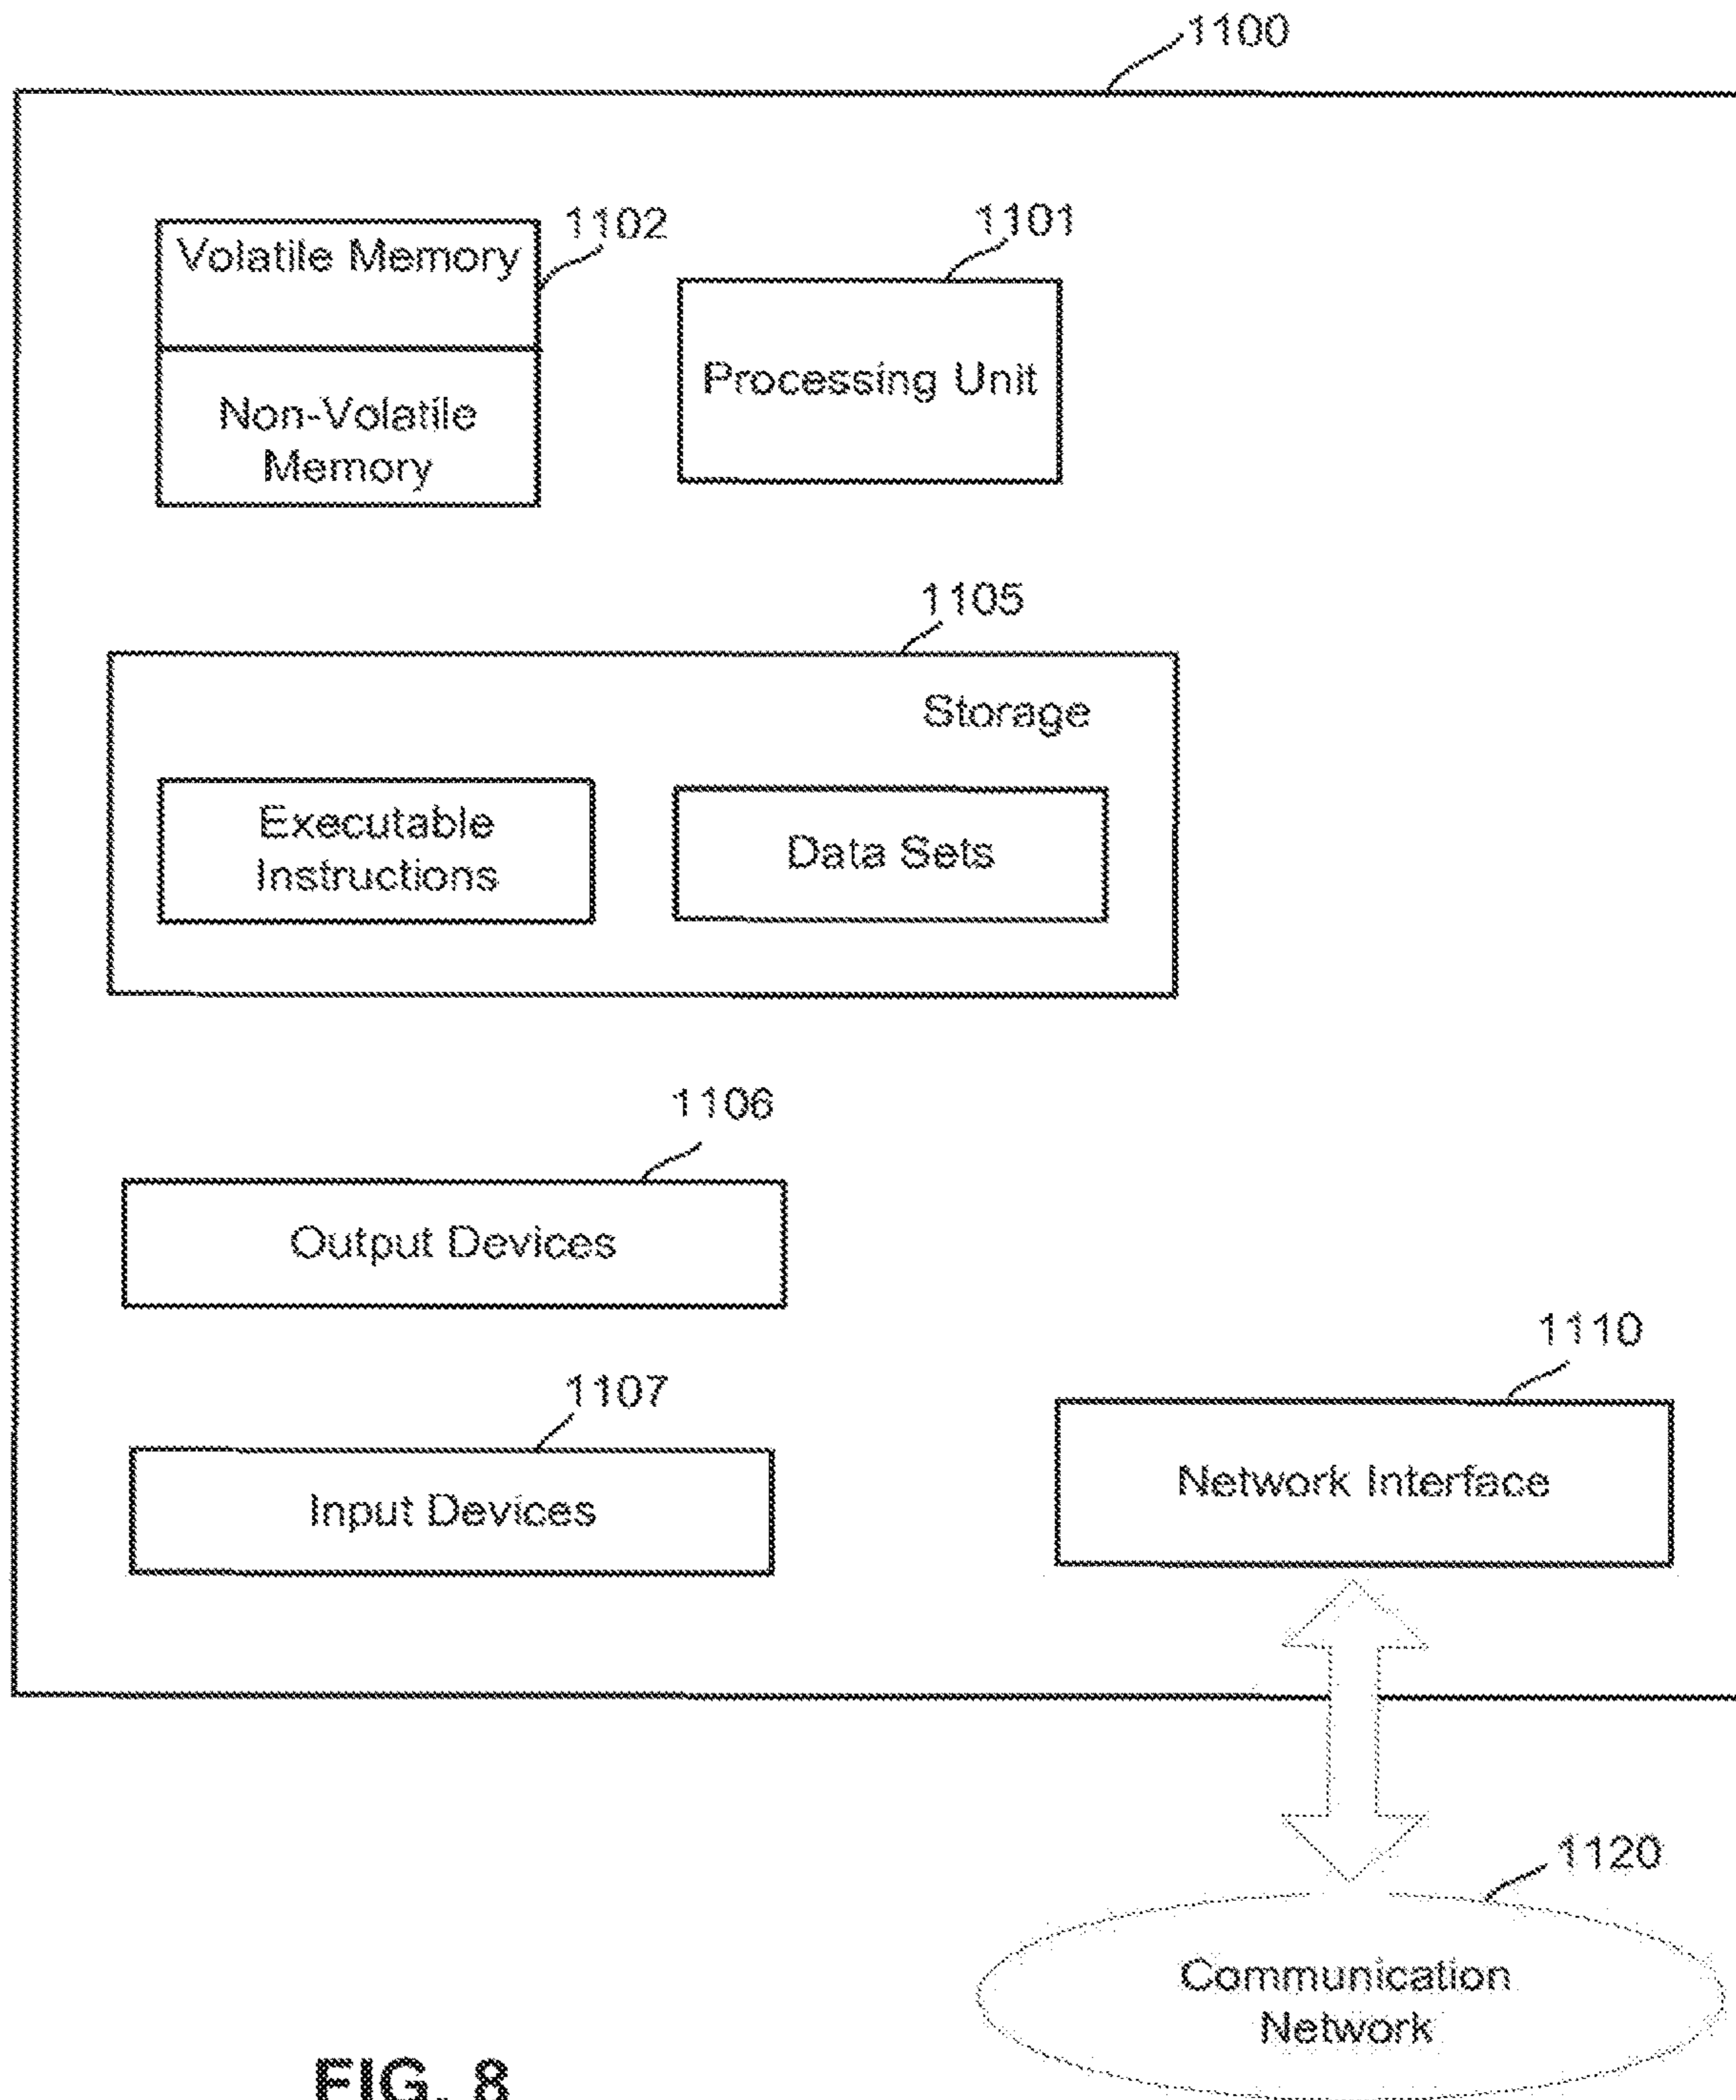 1100
1102
1101
Volatile Memory
Processing Unit
Non-Volatile
Memory
1105
Storage
Executable
Instructions
Data Sets
1106
Output Devices
1110
1107
Network Interface
Input Devices
1120
Communication
Network
FIG. 8